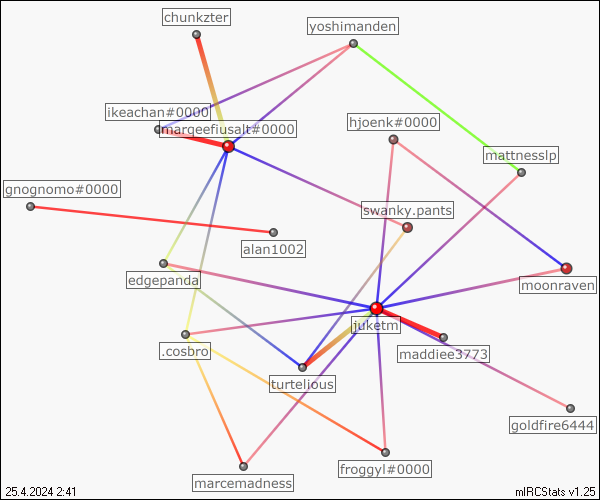 chunkzter
yoshimanden
ikeachan#0000
margeefiusalt#0000
hjoenk#0000
mattnesslp
gnognomo#0000
swanky.pants
alan1002
edgepanda
moonraven
juketm
.cosbro
maddiee3773
turteljous
goldfire6444
froggyl#0000
marcemadness
25.4.2024 2:41
mIRCStats v1.25